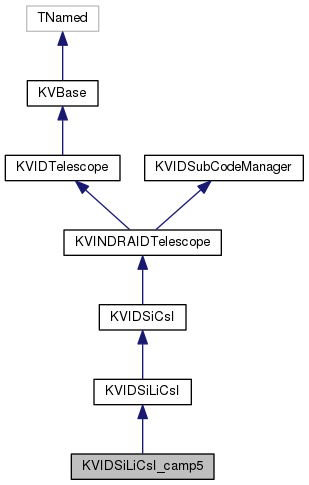 TNamed
KVBase
KVIDTelescope
KVIDSubCodeManager
KVINDRAIDTelescope
KVIDSiCsI
KVIDSiLiCsI
KVIDSiLiCsI_camp5